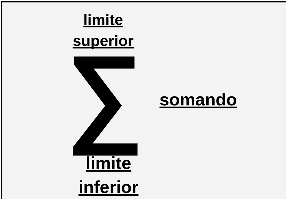 limite
superior
∑
somando
limite
inferior